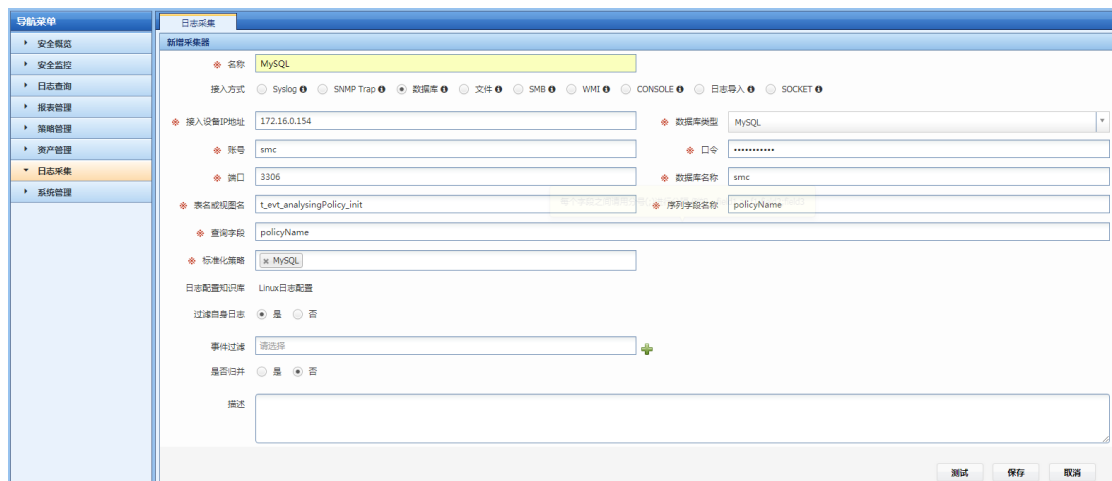 导航菜单
安全概览
安全监控
日志查询
报表管理
策略管理
资产管理
日志采集
系统管理
日志采集
新增采集器
※ 名称 MySQL
接入方式 Syslog SNMP Trap 数据库 文件 SMB WMI CONSOLE 日志导入 SOCKET
※ 接入设备IP地址 172.16.0.154 ※ 数据库类型 MySQL
※ 账号 smc ※ 口令 •••••••••••
※ 端口 3306 ※ 数据库名称 smc
※ 表名或视图名 t_evt_analysingPolicy_init ※ 序列字段名称 policyName
※ 查询字段 policyName
※ 标准化策略 × MySQL
日志配置知识库 Linux日志配置
过滤自身日志 是 否
事件过滤 请选择
是否归并 是 否
描述
测试 保存 取消